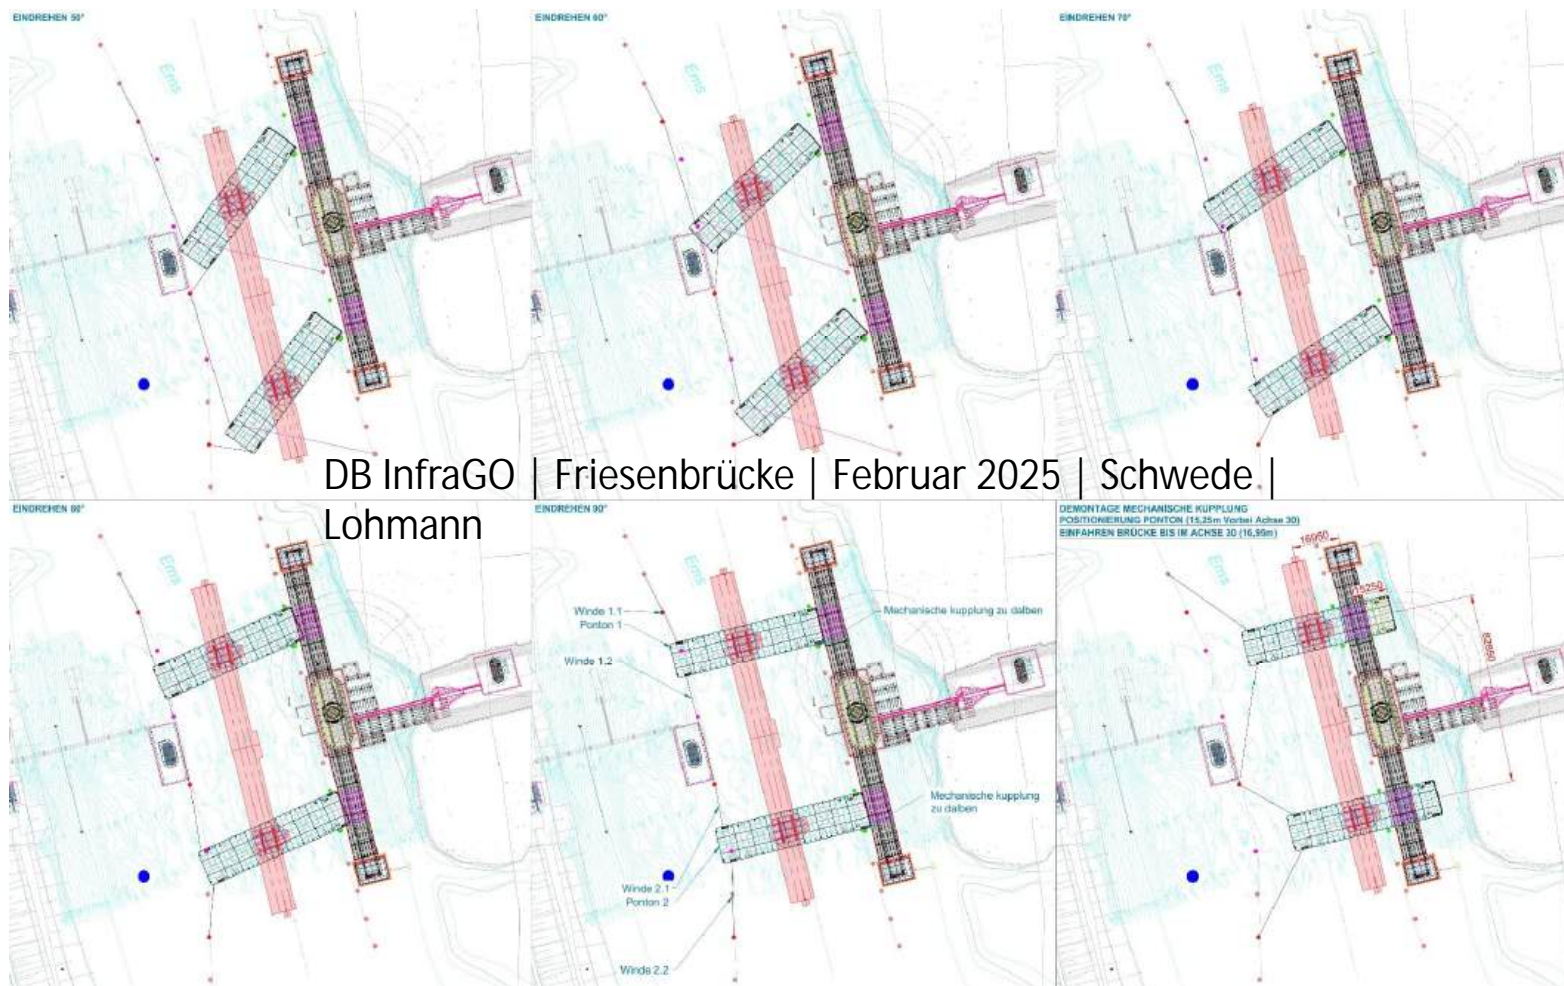 EINDREHEN 50°
EINDREHEN 60°
EINDREHEN 70°
Ems
Ems
Ems
DB InfraGO | Friesenbrücke | Februar 2025 | Schwede |
Lohmann
EINDREHEN 80°
EINDREHEN 90°
DEMONTAGE MECHANISCHE KUPPLUNG
POSITIONIERUNG PONTON (15,25m Vorbei Achse 30)
EINFAHREN BRÜCKE BIS IM ACHSE 30 (16,95m)
16950
Ems
Ems
Ems
15250
Winde 1.1
Ponton 1
Mechanische kupplung zu dalben
Winde 1.2
Mechanische kupplung
zu dalben
Winde 2.1
Ponton 2
Winde 2.2